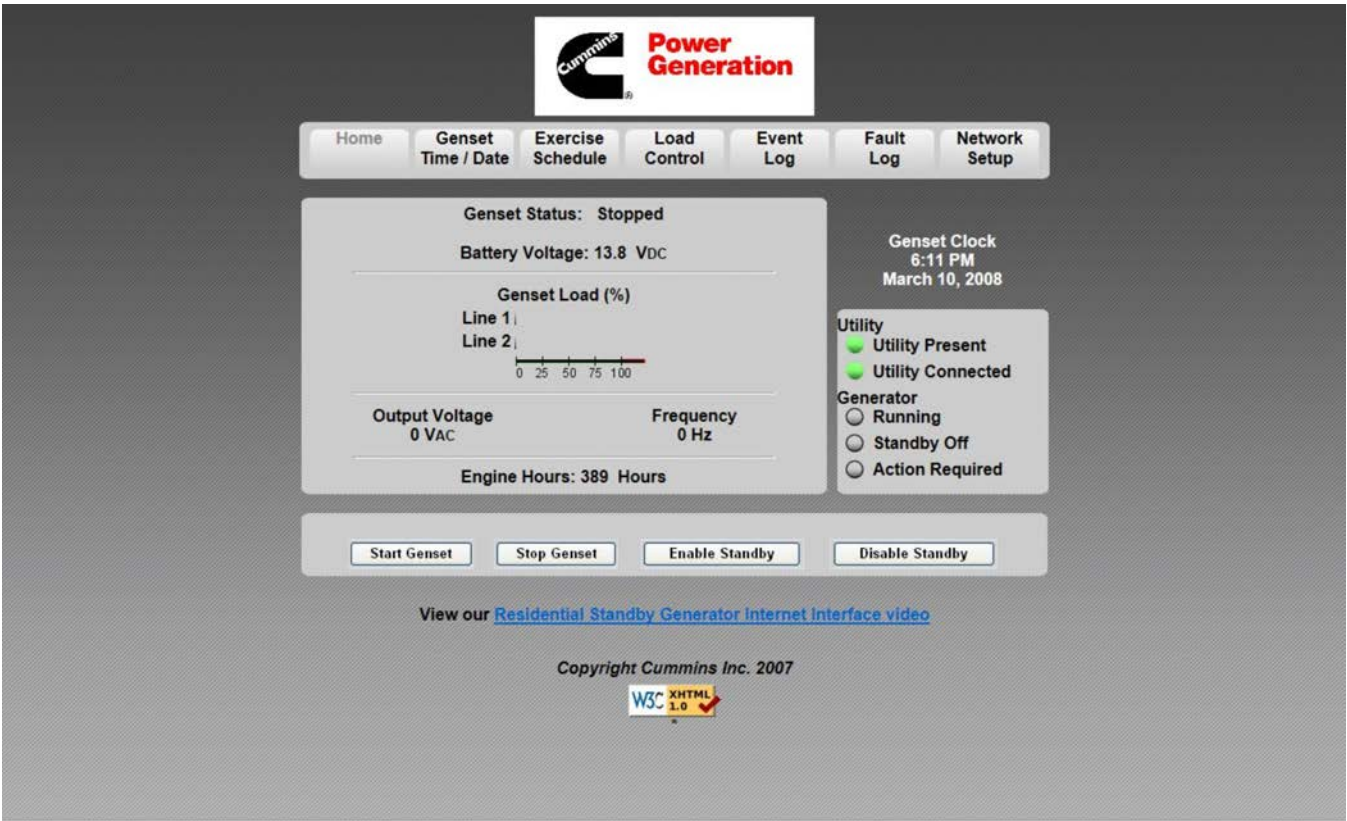 Cummins
Power
Generation
®
Home
Genset
Time / Date
Exercise
Schedule
Load
Control
Event
Log
Fault
Log
Network
Setup
Genset Status: Stopped
Battery Voltage: 13.8 VDC
Genset Load (%)
Line 1
Line 2
0 25 50 75 100
Output Voltage
0 VAC
Frequency
0 Hz
Engine Hours: 389 Hours
Genset Clock
6:11 PM
March 10, 2008
Utility
Utility Present
Utility Connected
Generator
Running
Standby Off
Action Required
Start Genset
Stop Genset
Enable Standby
Disable Standby
View our Residential Standby Generator Internet Interface video
Copyright Cummins Inc. 2007
W3C XHTML
1.0